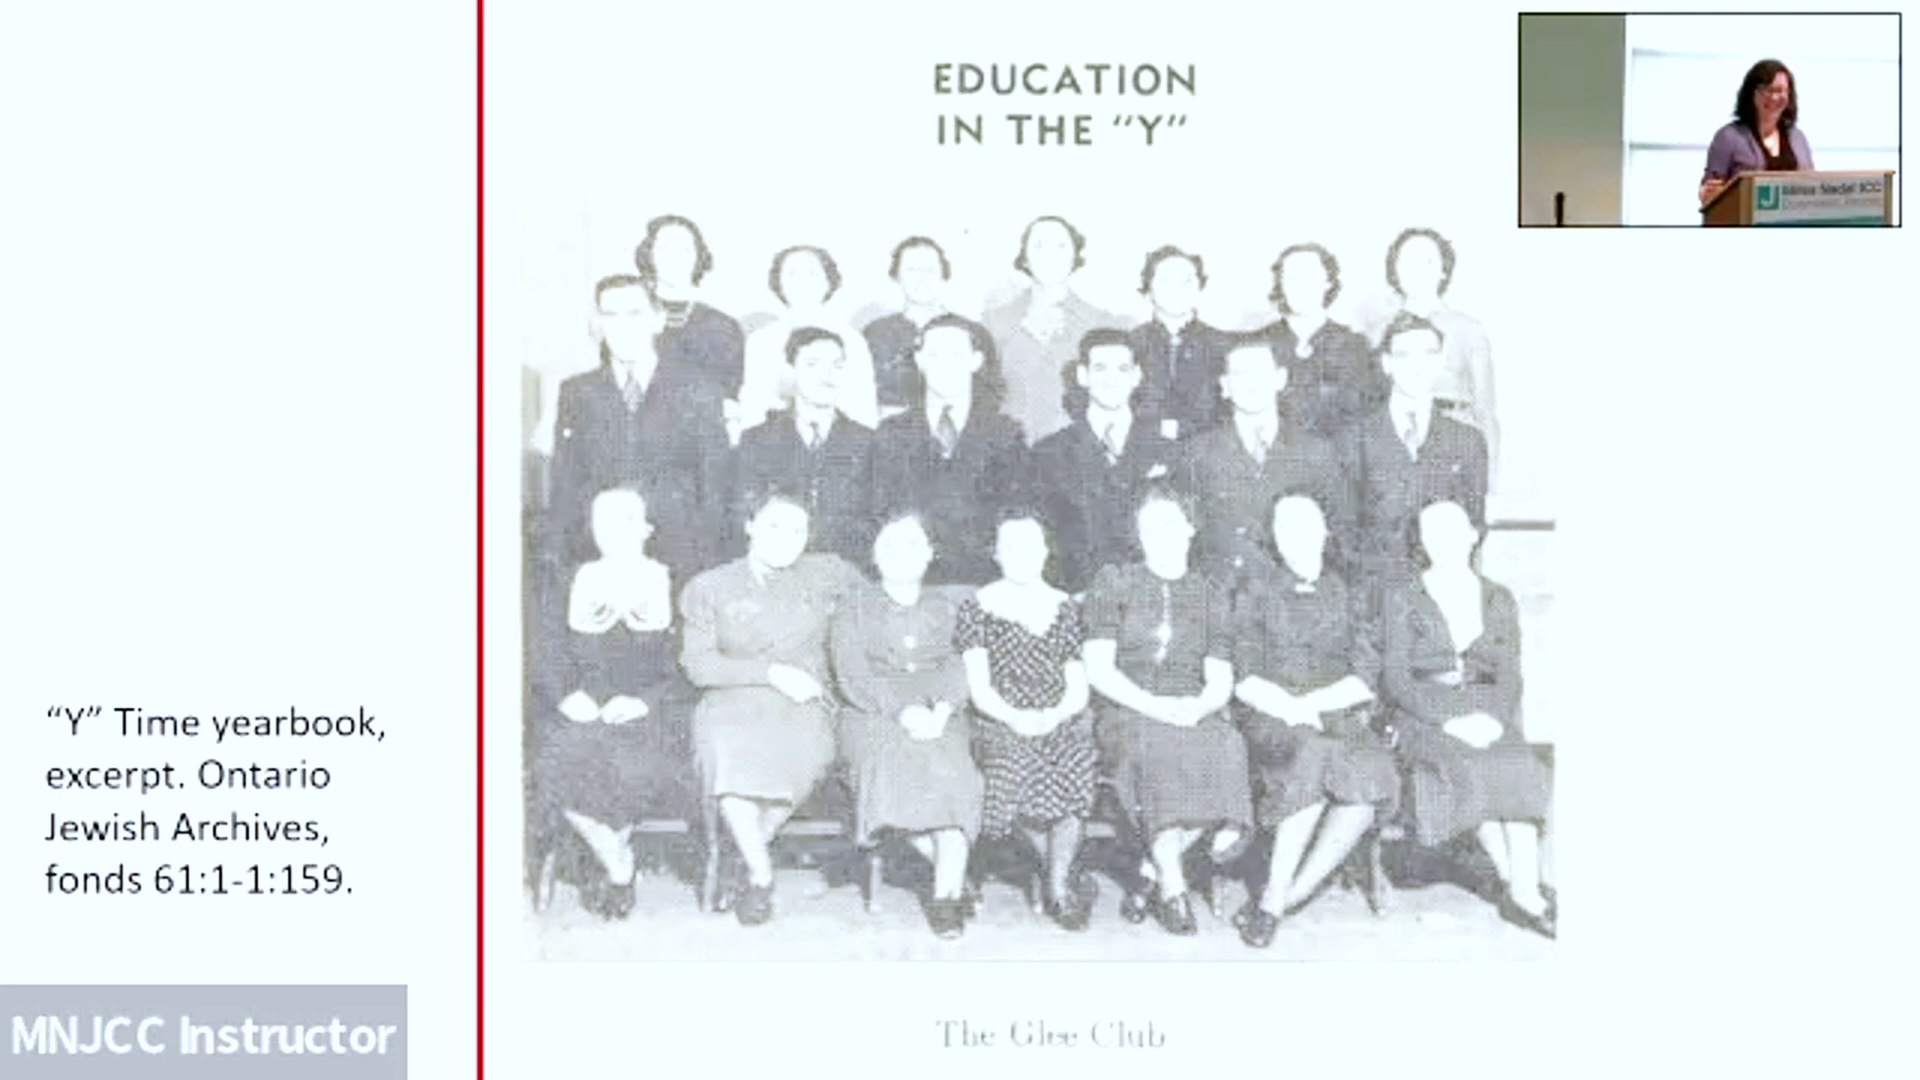 EDUCATION
IN THE “Y”
“Y” Time yearbook,
excerpt. Ontario
Jewish Archives,
fonds 61:1-1:159.
The Glee Club
MNJCC Instructor
J